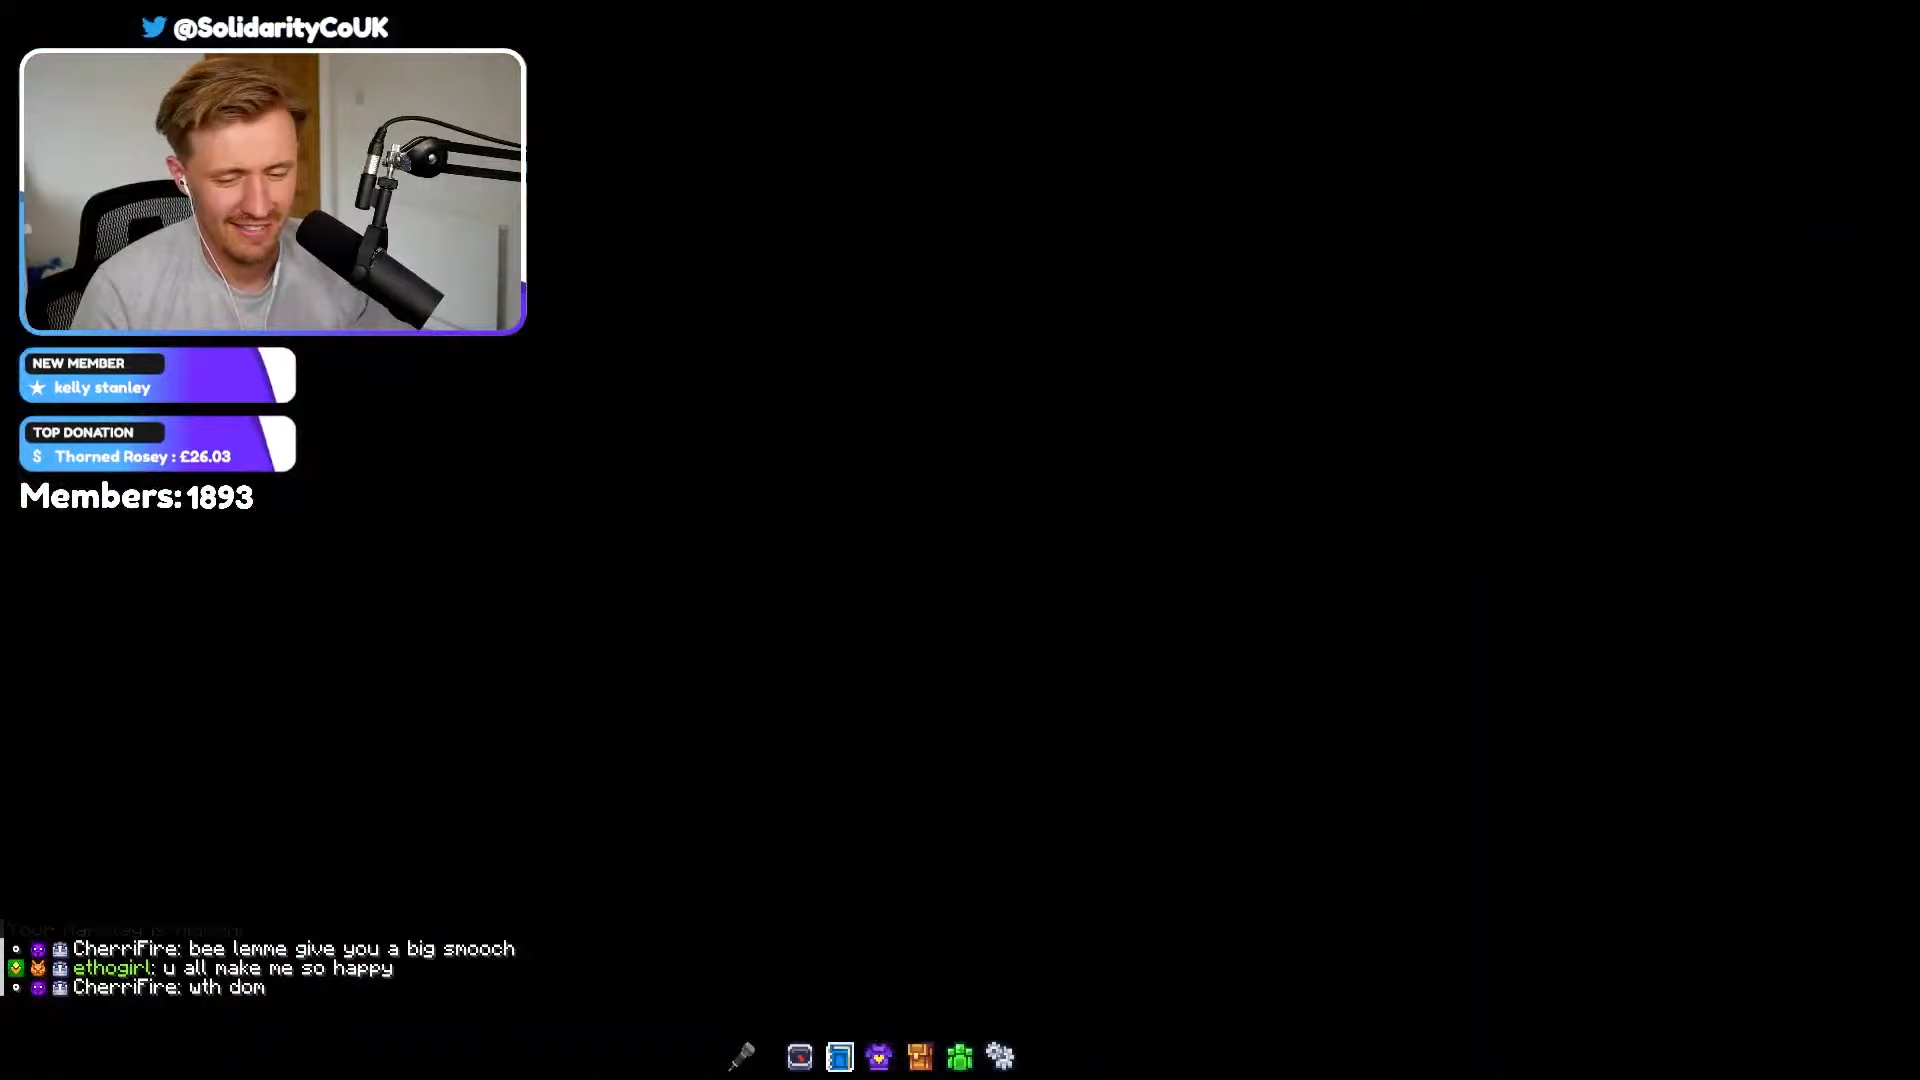 @SolidarityCoUK
NEW MEMBER
kelly stanley
TOP DONATION
$ Thorned Rosey : £26.03
Members: 1893
CherriFire: bee lemme give you a big smooch
ethogirl: u all make me so happy
CherriFire: wth dom